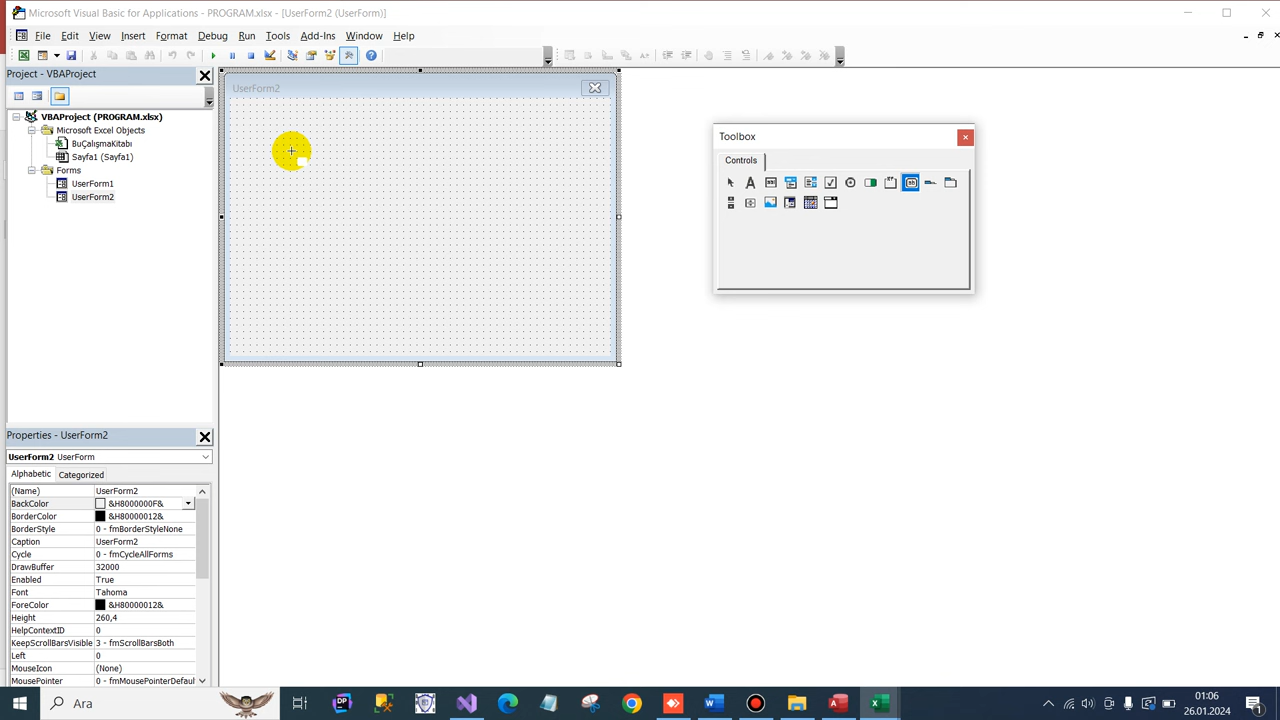 Microsoft Visual Basic for Applications - PROGRAM.xlsx - [UserForm2 (UserForm)]
File Edit View Insert Format Debug Run Tools Add-Ins Window Help
Project - VBAProject
VBAProject (PROGRAM.xlsx)
Microsoft Excel Objects
BuÇalışmaKitabı
Sayfa1 (Sayfa1)
Forms
UserForm1
UserForm2
UserForm2
Toolbox
Controls
Properties - UserForm2
UserForm2 UserForm
Alphabetic Categorized
(Name) UserForm2
BackColor &H8000000F&
BorderColor &H80000012&
BorderStyle 0 - fmBorderStyleNone
Caption UserForm2
Cycle 0 - fmCycleAllForms
DrawBuffer 32000
Enabled True
Font Tahoma
ForeColor &H80000012&
Height 260,4
HelpContextID 0
KeepScrollBarsVisible 3 - fmScrollBarsBoth
Left 0
MouseIcon (None)
MousePointer 0 - fmMousePointerDefaul
Ara
01:06
26.01.2024